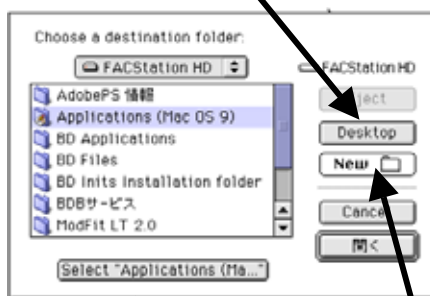 Choose a destination folder:
FACStation HD
FACStation HD
AdobePS 情報
Applications (Mac OS 9)
BD Applications
BD Files
BD Inits Installation folder
BDBサービス
ModFit LT 2.0
Eject
Desktop
New
Cancel
開く
Select "Applications (Ma..."